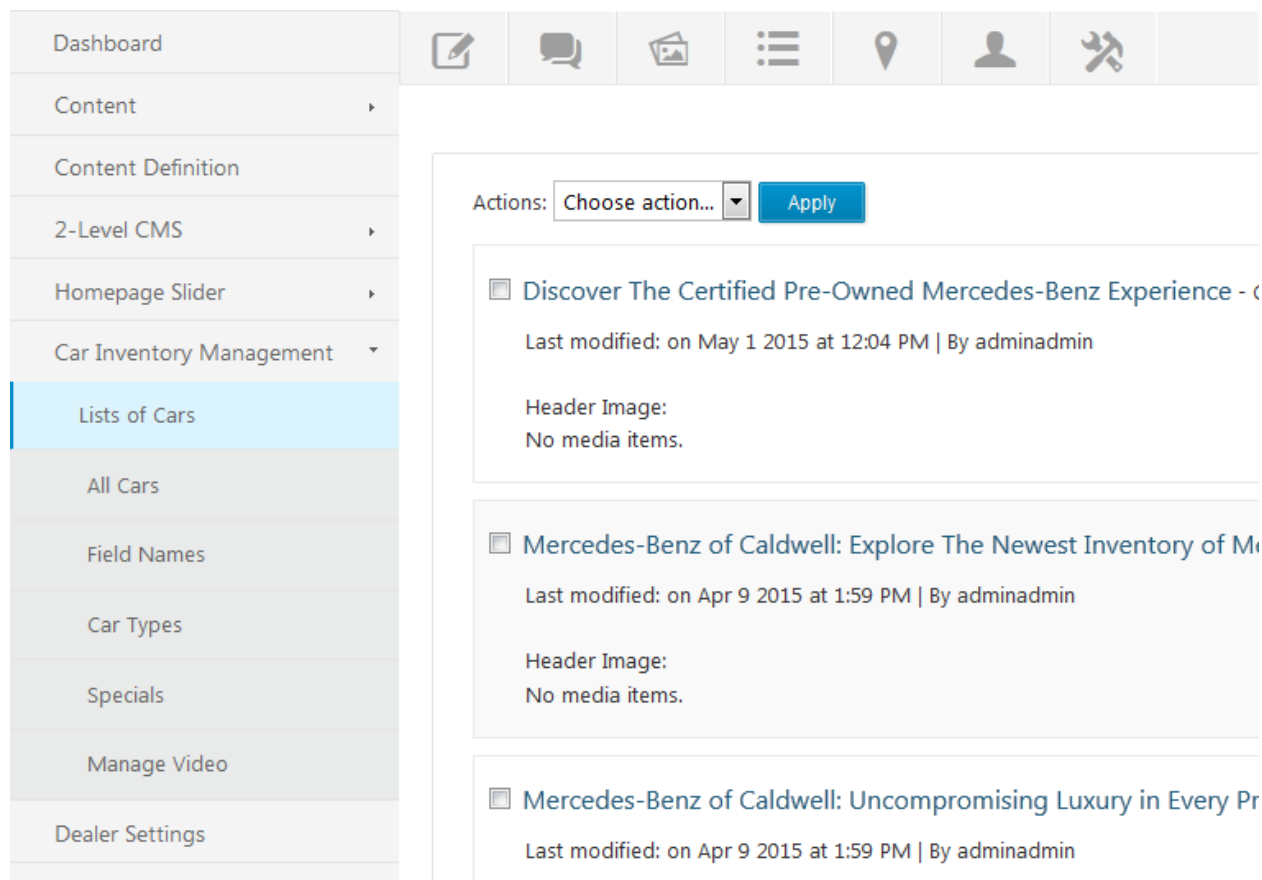 Dashboard
Content
Content Definition
2-Level CMS
Homepage Slider
Car Inventory Management
Lists of Cars
All Cars
Field Names
Car Types
Specials
Manage Video
Dealer Settings
Actions: Choose action... Apply
Discover The Certified Pre-Owned Mercedes-Benz Experience -
Last modified: on May 1 2015 at 12:04 PM | By adminadmin
Header Image:
No media items.
Mercedes-Benz of Caldwell: Explore The Newest Inventory of
Last modified: on Apr 9 2015 at 1:59 PM | By adminadmin
Header Image:
No media items.
Mercedes-Benz of Caldwell: Uncompromising Luxury in Every
Last modified: on Apr 9 2015 at 1:59 PM | By adminadmin